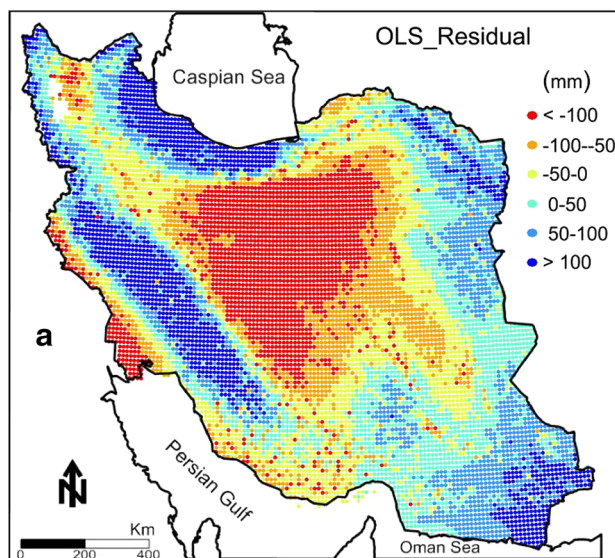 OLS_Residual
Caspian Sea
(mm)
< -100
-100--50
-50-0
0-50
50-100
> 100
a
Persian Gulf
N
Km
0 200 400
Oman Sea